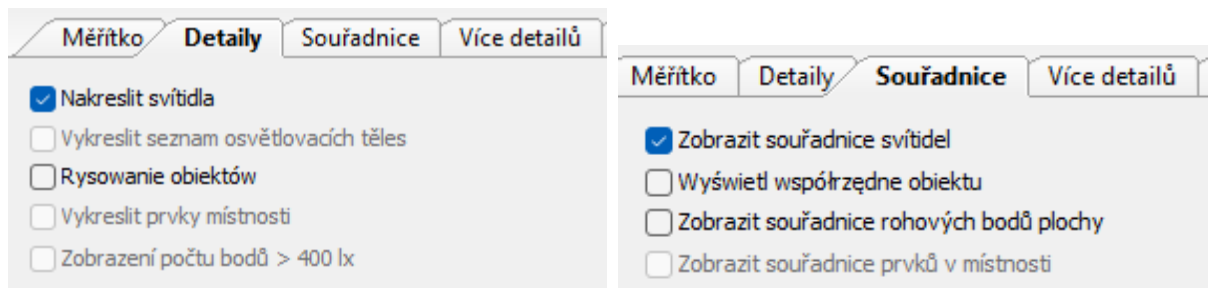 Měřítko Detaily Souřadnice Více detailů
Nakreslit svítidla
Vykreslit seznam osvětlovacích těles
Rysowanie obiektów
Vykreslit prvky místnosti
Zobrazení počtu bodů > 400 lx
Měřítko Detaily Souřadnice Více detailů
Zobrazit souřadnice svítidel
Wyświetl współrzędne obiektu
Zobrazit souřadnice rohových bodů plochy
Zobrazit souřadnice prvků v místnosti